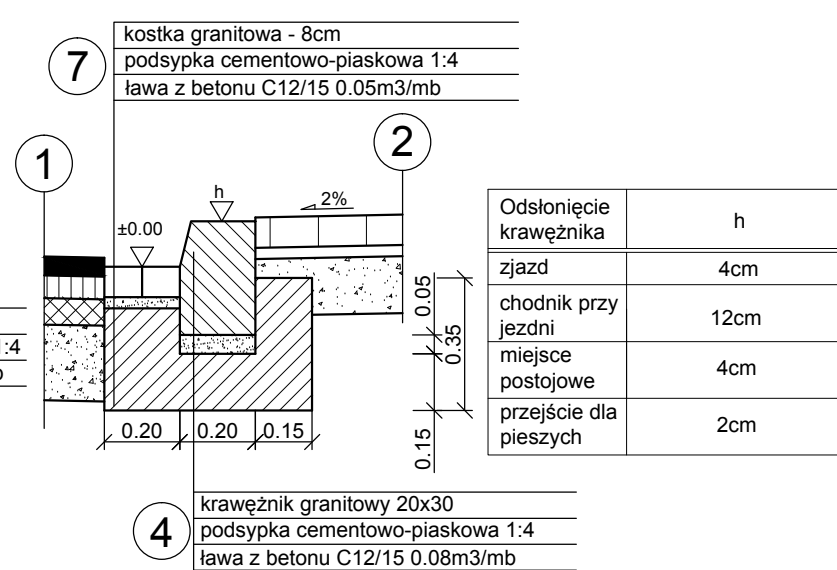 kostka granitowa - 8cm
7
podsypka cementowo-piaskowa 1:4
ława z betonu C12/15 0.05m3/mb
1
2
h
2%
±0.00
Odsłonięcie krawężnika
h
zjazd
4cm
chodnik przy jezdni
12cm
miejsce postojowe
4cm
przejście dla pieszych
2cm
0.05
0.35
0.15
1:4
0.20
0.20
0.15
krawężnik granitowy 20x30
4
podsypka cementowo-piaskowa 1:4
ława z betonu C12/15 0.08m3/mb